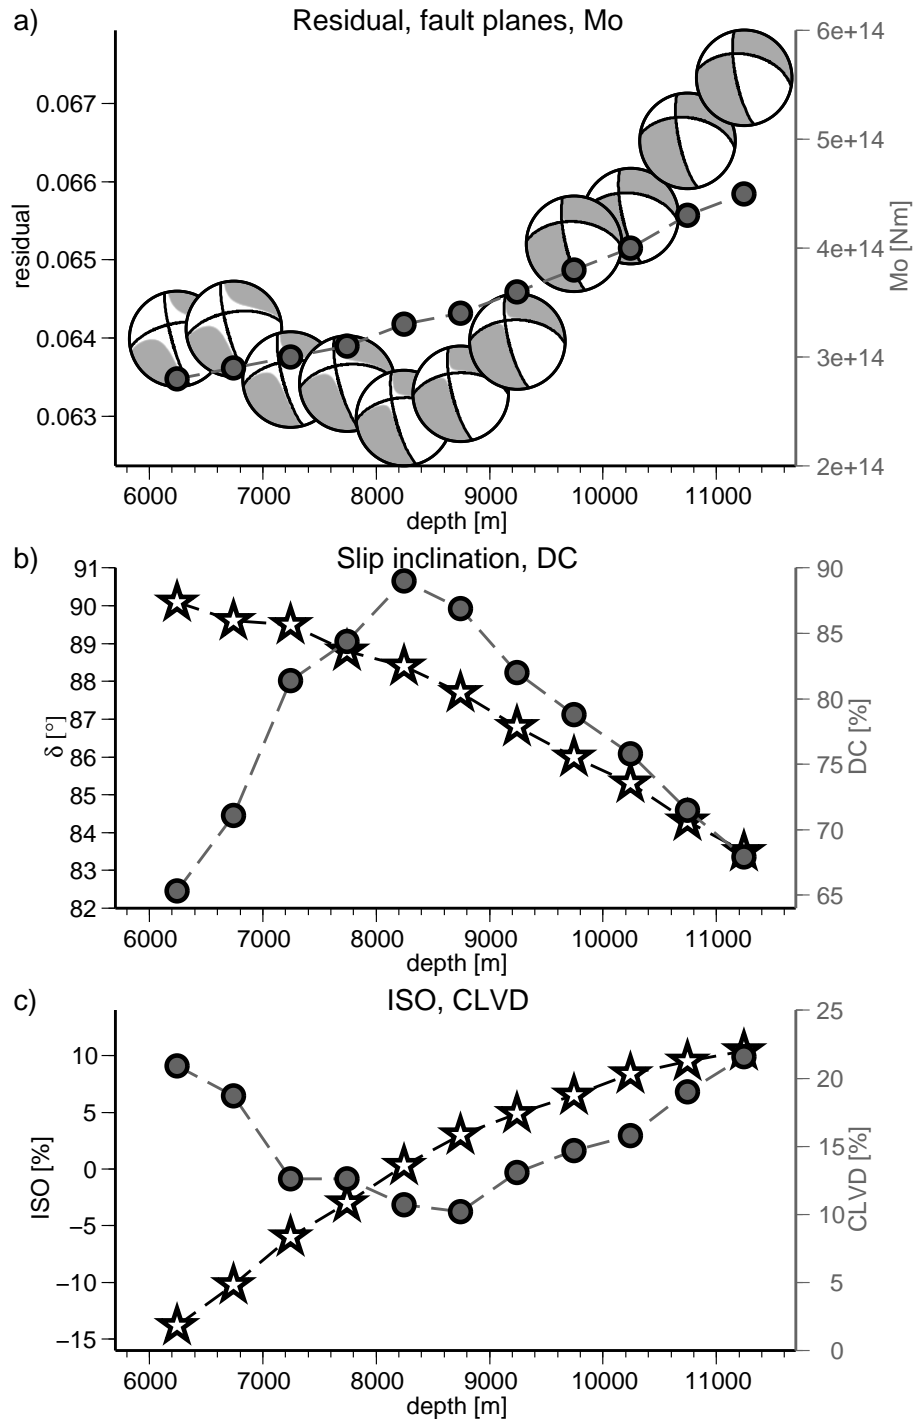 a)
Residual, fault planes, Mo
residual
0.067
0.066
0.065
0.064
0.063
6e+14
5e+14
4e+14
3e+14
2e+14
Mo [Nm]
6000 7000 8000 9000 10000 11000
depth [m]
b)
Slip inclination, DC
δ [°]
91
90
89
88
87
86
85
84
83
82
90
85
80
75
70
65
DC [%]
6000 7000 8000 9000 10000 11000
depth [m]
c)
ISO, CLVD
ISO [%]
10
5
0
−5
−10
−15
25
20
15
10
5
0
CLVD [%]
6000 7000 8000 9000 10000 11000
depth [m]